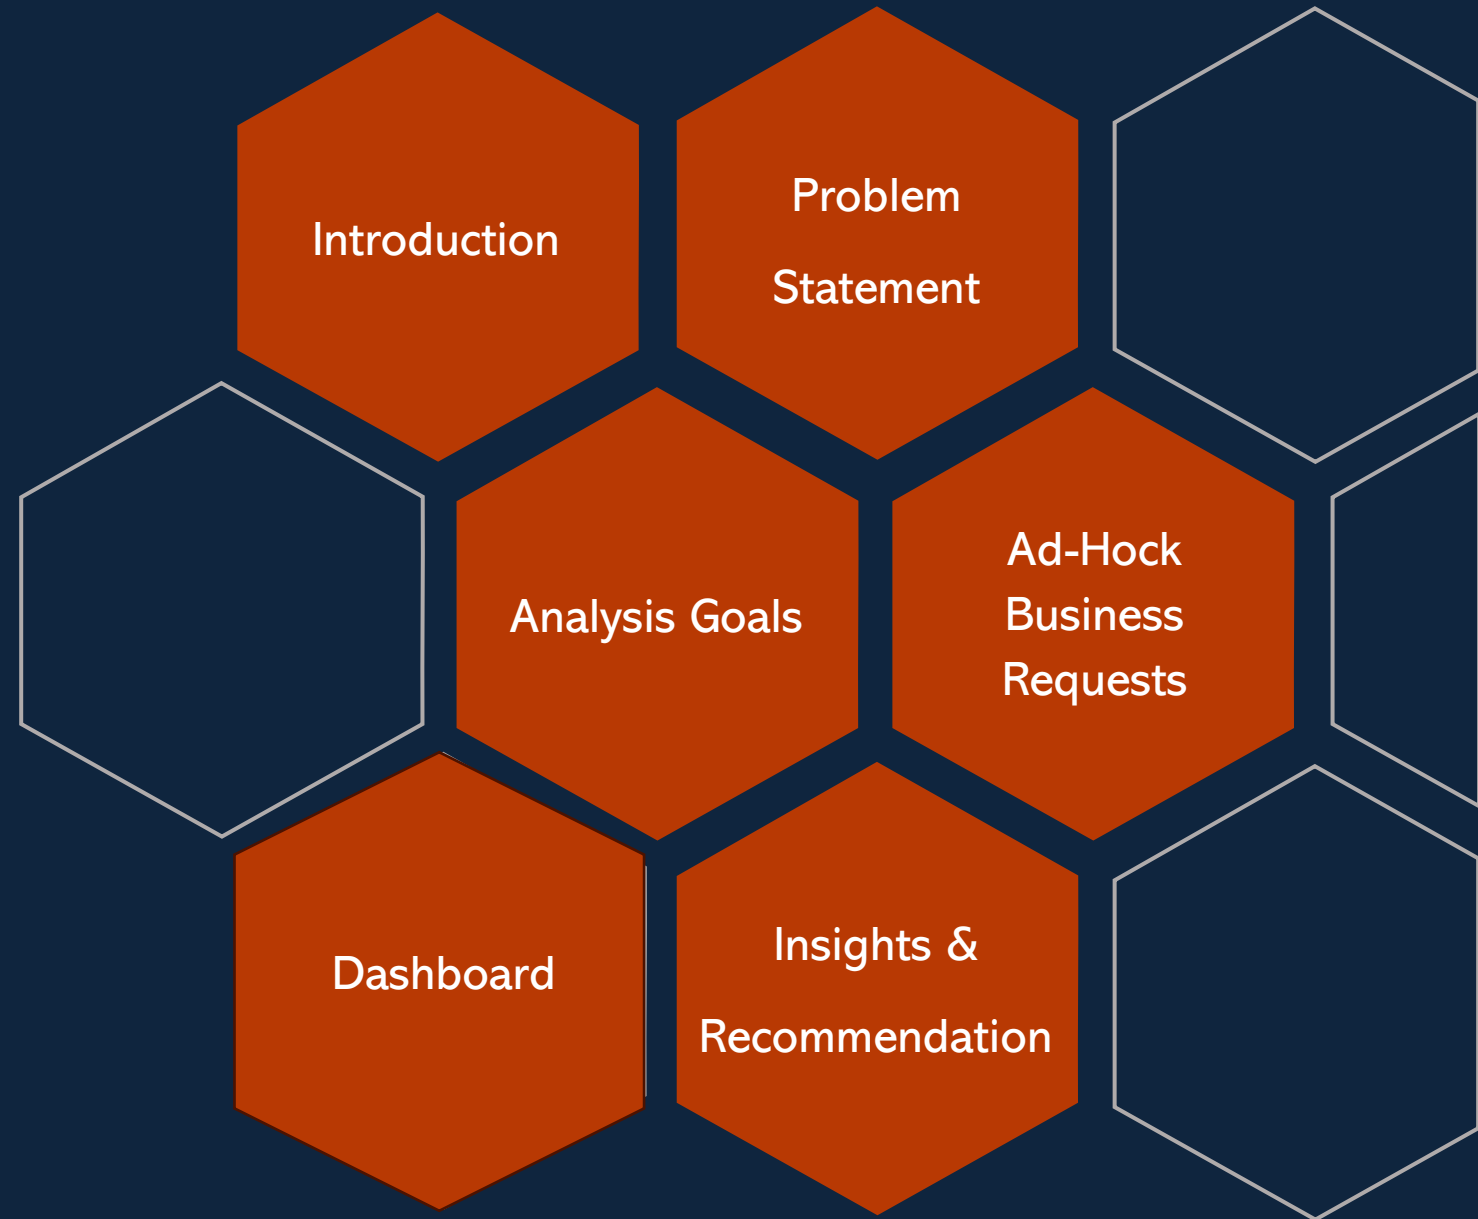 Introduction
Problem
Statement
Analysis Goals
Ad-Hock
Business
Requests
Dashboard
Insights &
Recommendation